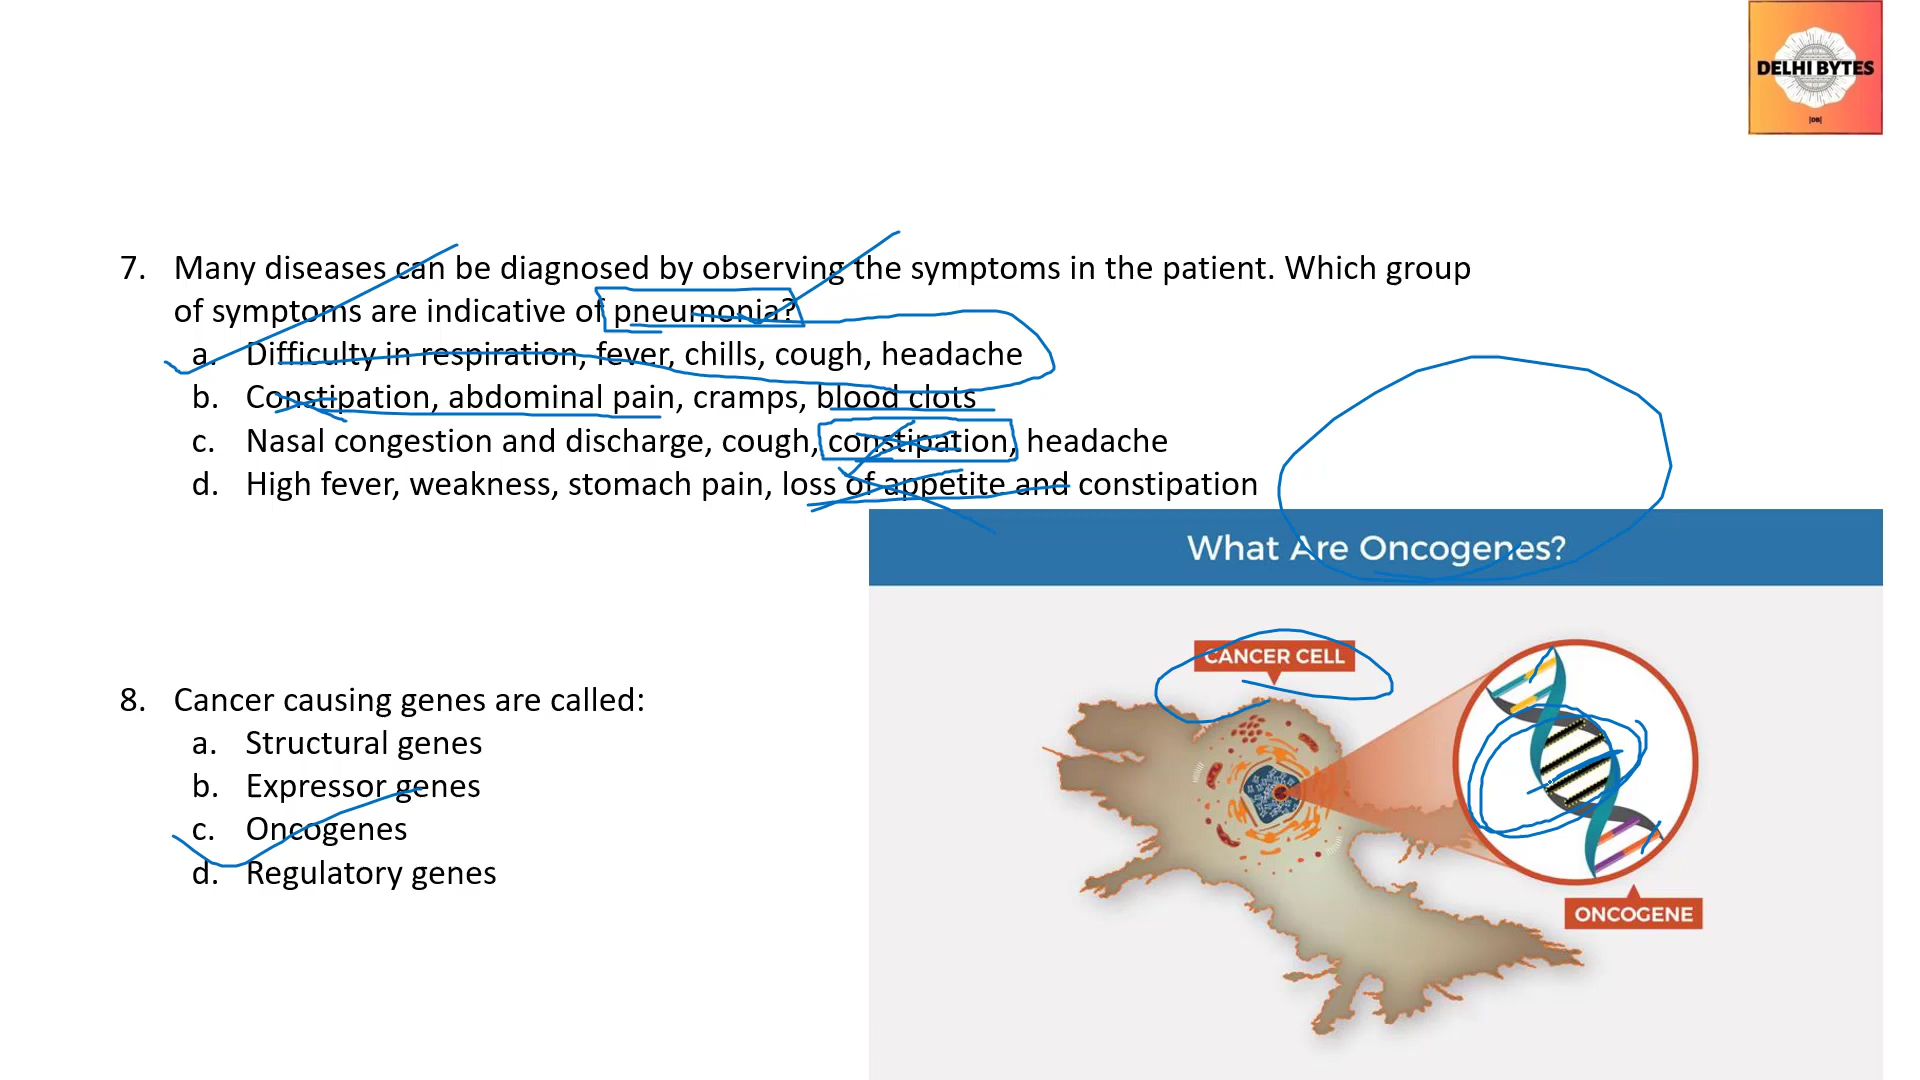 DELHI BYTES
|DB|
7. Many diseases can be diagnosed by observing the symptoms in the patient. Which group
of symptoms are indicative of pneumonia?
a. Difficulty in respiration, fever, chills, cough, headache
b. Constipation, abdominal pain, cramps, blood clots
c. Nasal congestion and discharge, cough, constipation, headache
d. High fever, weakness, stomach pain, loss of appetite and constipation
What Are Oncogenes?
CANCER CELL
ONCOGENE
8. Cancer causing genes are called:
a. Structural genes
b. Expressor genes
c. Oncogenes
d. Regulatory genes